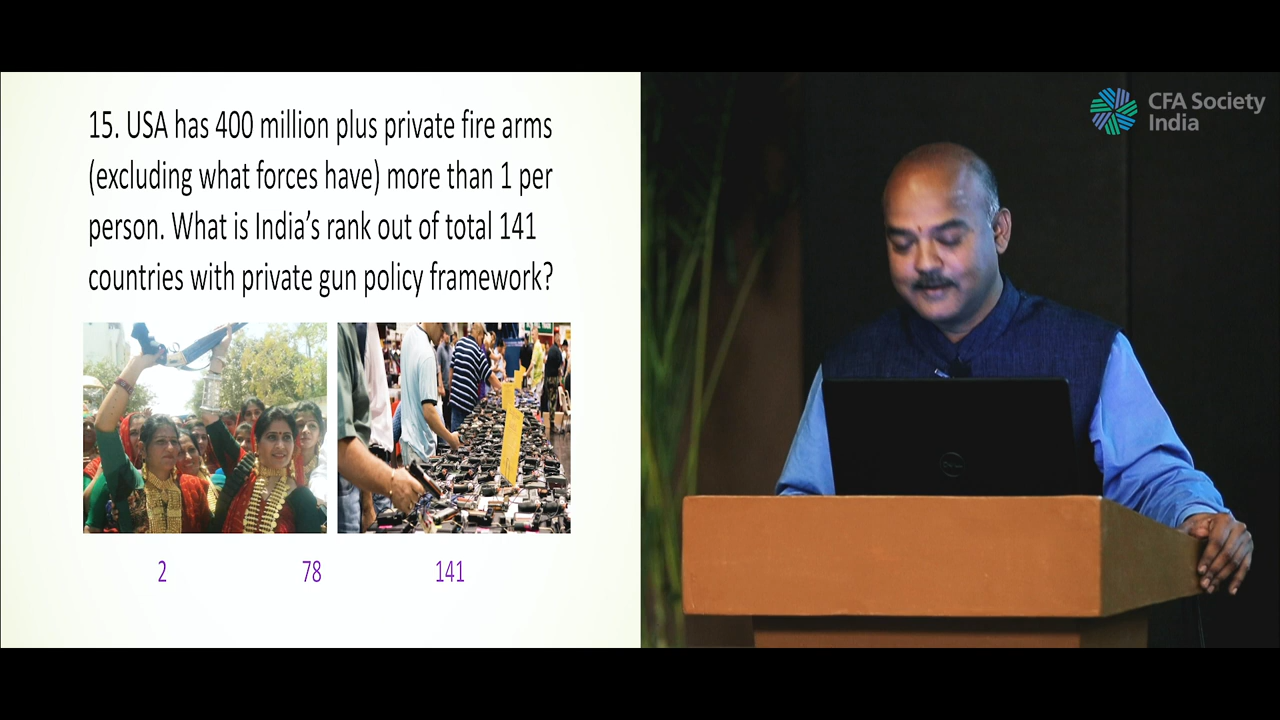 15. USA has 400 million plus private fire arms
(excluding what forces have) more than 1 per
person. What is India's rank out of total 141
countries with private gun policy framework?
2 78 141
CFA Society
India